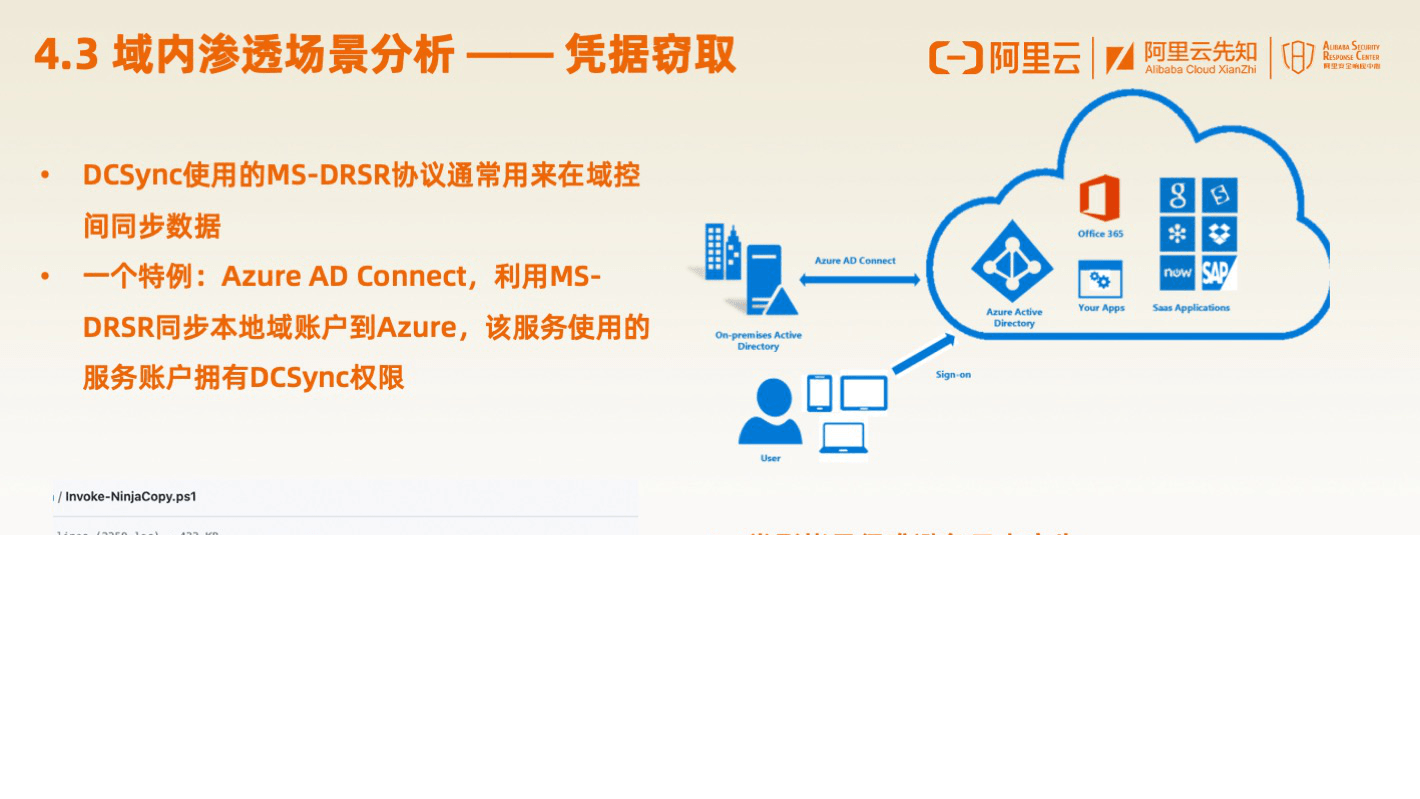 4.3 域内渗透场景分析 —— 凭据窃取
阿里云
阿里云先知
Alibaba Cloud XianZhi
ALIBABA SECURITY
RESPONSE CENTER
阿里安全响应中心
• DCSync使用的MS-DRSR协议通常用来在域控
间同步数据
• 一个特例：Azure AD Connect，利用MS-
DRSR同步本地域账户到Azure，该服务使用的
服务账户拥有DCSync权限
Office 365
now
SAP
Azure AD Connect
Azure Active
Directory
Your Apps
Saas Applications
On-premises Active
Directory
Sign-on
User
/ Invoke-NinjaCopy.ps1